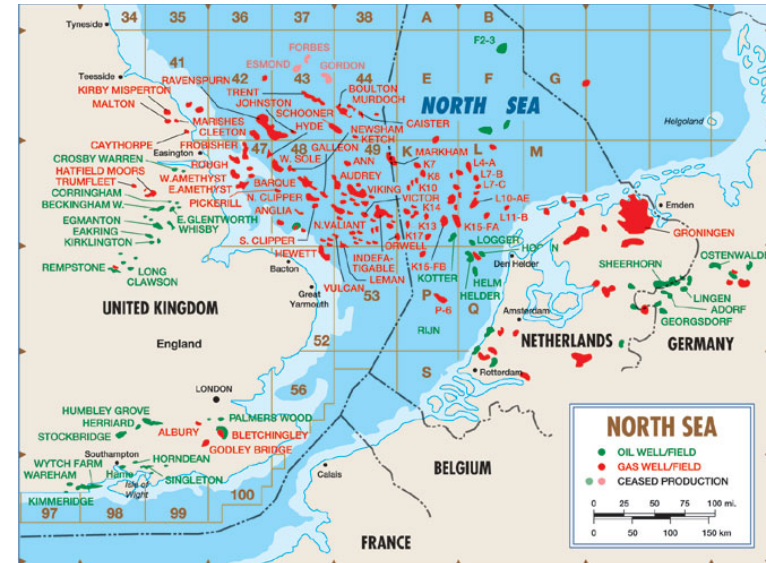 34
35
36
37
38
A
B
Tyneside
F2-3
41
FORBES
ESMOND
GORDON
Teesside
RAVENSPURN
42
43
44
E
F
G
KIRBY MISPERTON
TRENT
BOULTON
MALTON
JOHNSTON
MURDOCH
NORTH SEA
SCHOONER
MARISHES
HYDE
CAISTER
CLEETON
NEWSHAM
Helgoland
KETCH
CAYTHORPE
FROBISHER
GALLEON
Easington
47
48
49
K
MARKHAM
L
M
CROSBY WARREN
ROUGH
W. SOLE
ANN
K7
L4-A
HATFIELD MOORS
W.AMETHYST
BARQUE
AUDREY
K8
L7-B
TRUMFLEET
E.AMETHYST
VIKING
K10
L7-C
CORRINGHAM
PICKERILL
N. CLIPPER
VICTOR
L10-AE
BECKINGHAM W.
ANGLIA
K14
L11-B
Emden
EGMANTON
E.GLENTWORTH
N.VALIANT
K13
K15-FA
EAKRING
WHISBY
GRONINGEN
KIRKLINGTON
S. CLIPPER
ORWELL
K17
LOGGER
HEWETT
INDEFA-
TIGABLE
K15-FB
Den Helder
SHEERHORN
OSTENWALDE
REMPSTONE
LONG
CLAWSON
Bacton
KOTTER
LEMAN
HELM
VULCAN
53
P
HELDER
LINGEN
Great
Yarmouth
P-6
Q
ADORF
UNITED KINGDOM
Amsterdam
GEORGSDORF
RIJN
NETHERLANDS
GERMANY
England
52
S
Rotterdam
56
LONDON
HUMBLEY GROVE
PALMERS WOOD
HERRIARD
ALBURY
BLETCHINGLEY
STOCKBRIDGE
GODLEY BRIDGE
Southampton
HORNDEAN
WYTCH FARM
SINGLETON
WAREHAM
Isle of
Wight
KIMMERIDGE
Calais
BELGIUM
97
98
99
100
FRANCE
NORTH SEA
OIL WELL/FIELD
GAS WELL/FIELD
CEASED PRODUCTION
0 25 50 75 100 mi.
0 50 100 150 km